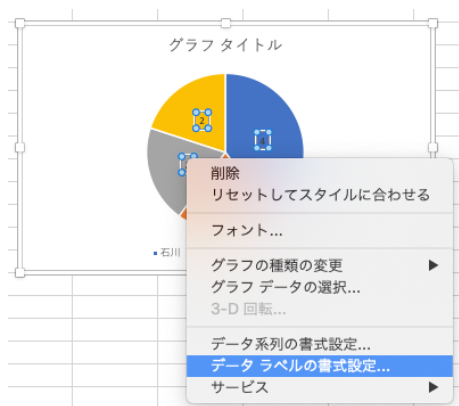 グラフ タイトル
2
4
石川
削除
リセットしてスタイルに合わせる
フォント...
グラフの種類の変更
グラフ データの選択...
3-D 回転...
データ系列の書式設定...
データ ラベルの書式設定...
サービス